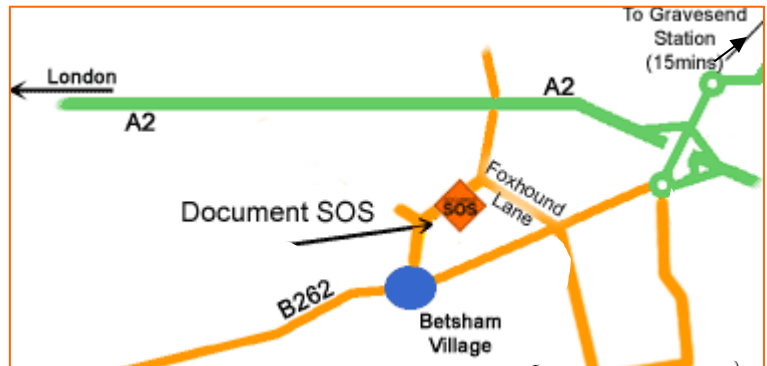 To Gravesend
Station
(15mins)
London
A2
A2
Foxhound
Lane
SOS
Document SOS
B262
Betsham
Village